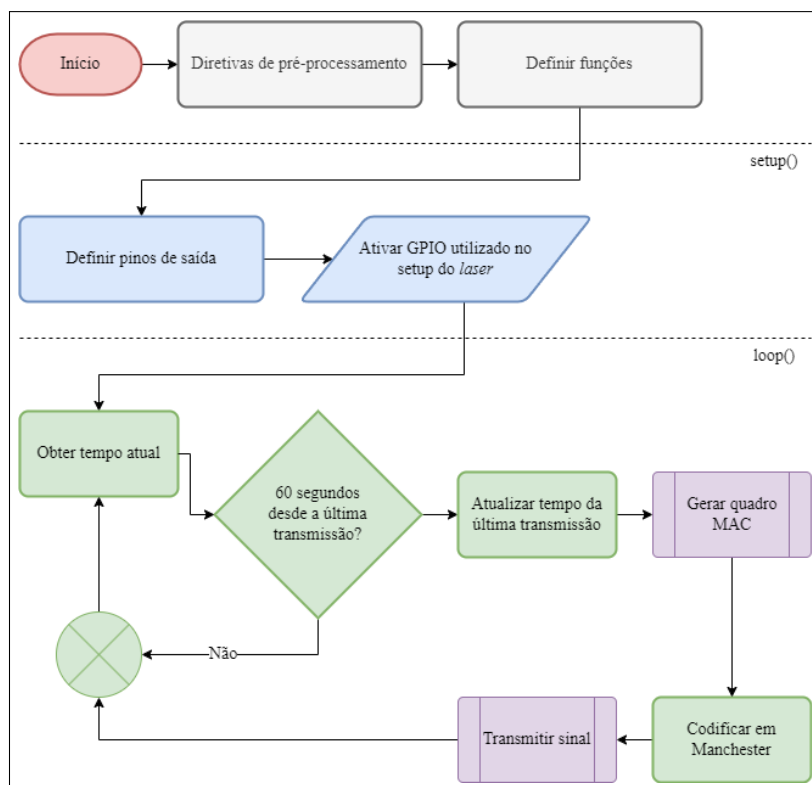 Início
Diretivas de pré-processamento
Definir funções
setup()
Definir pinos de saída
Ativar GPIO utilizado no
setup do laser
loop()
Obter tempo atual
60 segundos
desde a última
transmissão?
Atualizar tempo da
última transmissão
Gerar quadro
MAC
Não
Transmitir sinal
Codificar em
Manchester